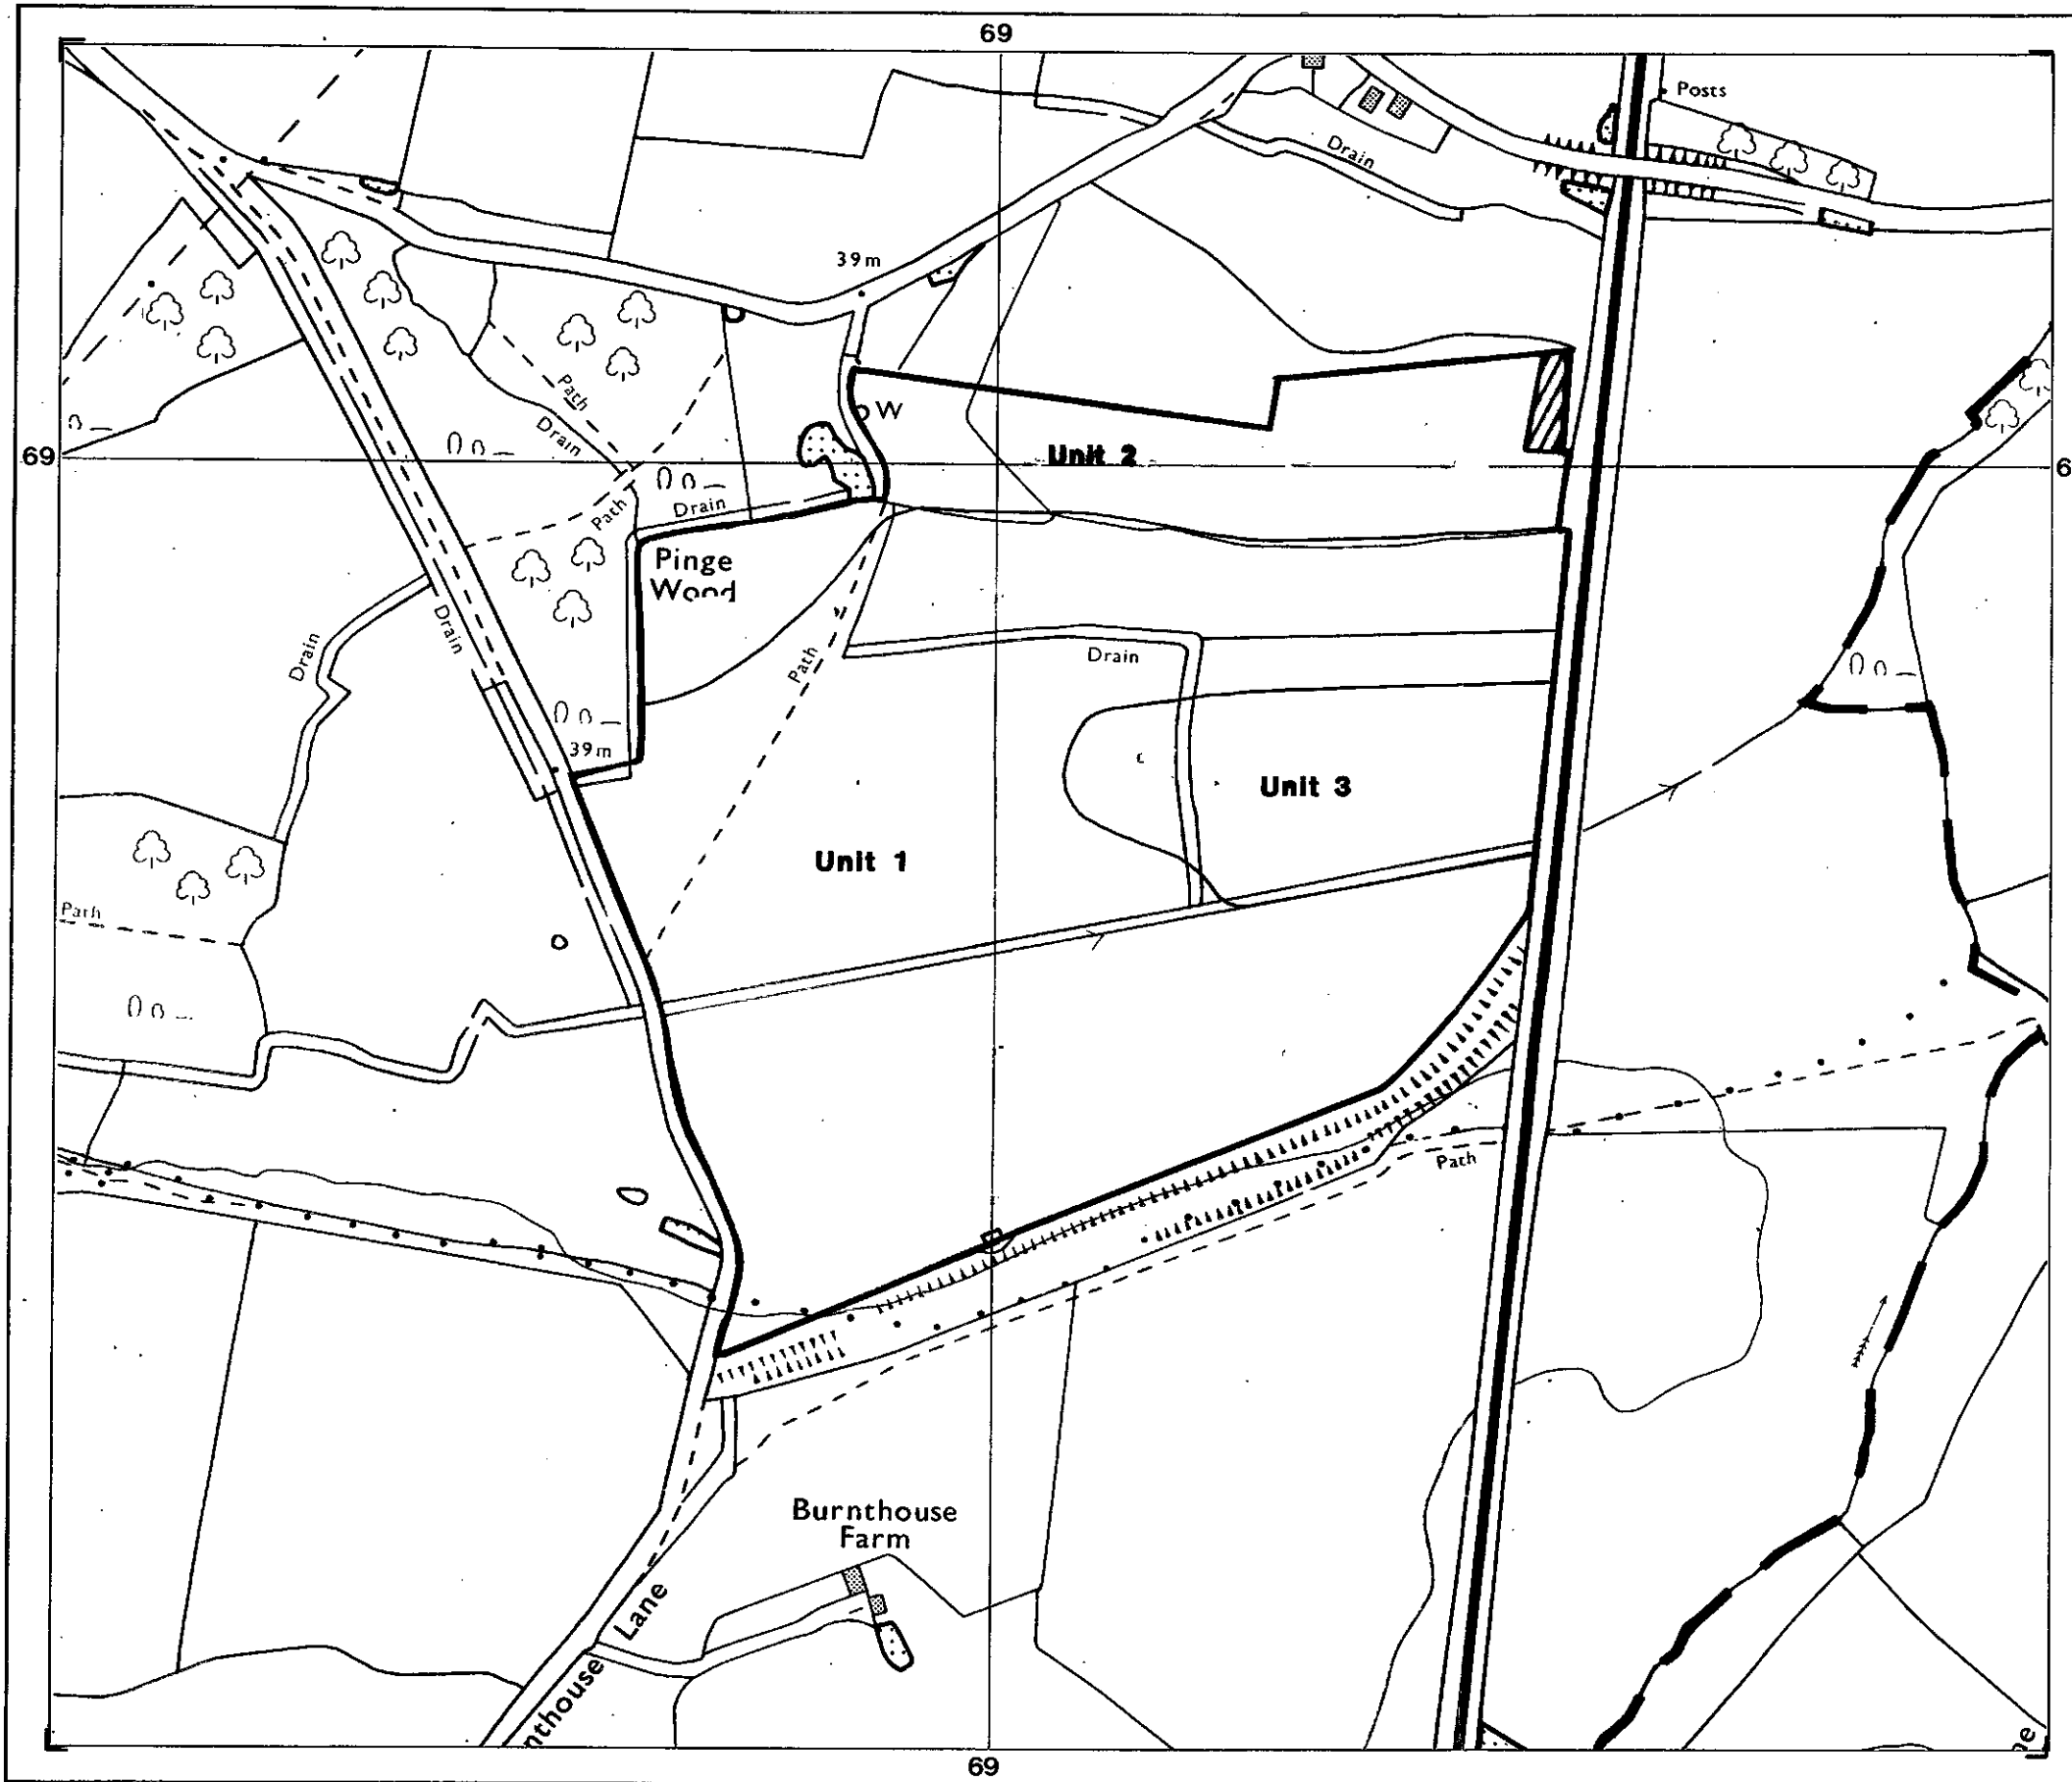 69
Posts
Drain
39m
Path
Drain
W
69
Unit 2
6
Path
Drain
Pinge
Wood
Drain
Drain
Path
Drain
39m
Unit 3
Unit 1
Path
Path
Burnthouse
Farm
Lane
nthouse
69